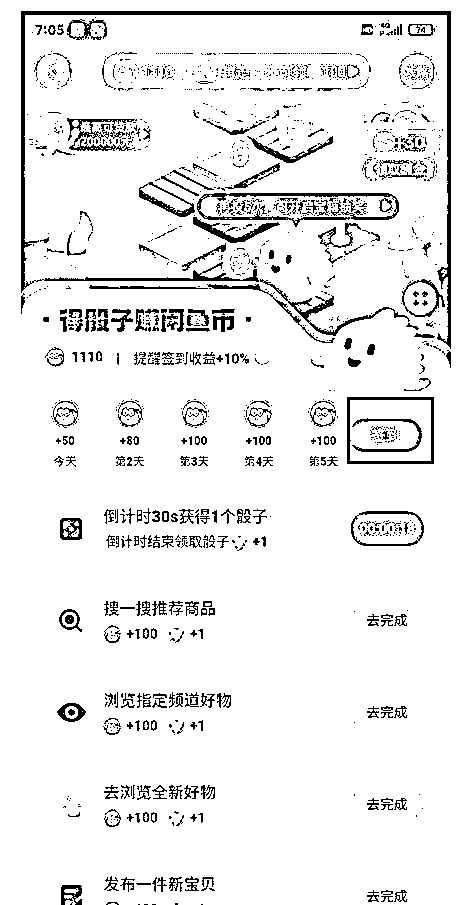 7:05
74
得骰子赚闲鱼币
1110 | 提醒签到收益+10%
+50 +80 +100 +100 +100
今天 第2天 第3天 第4天 第5天
签到
倒计时30s获得1个骰子
倒计时结束领取骰子 +1
00:00:18
搜一搜推荐商品
+100 +1
去完成
浏览指定频道好物
+100 +1
去完成
去浏览全新好物
+100 +1
去完成
发布一件新宝贝
去完成